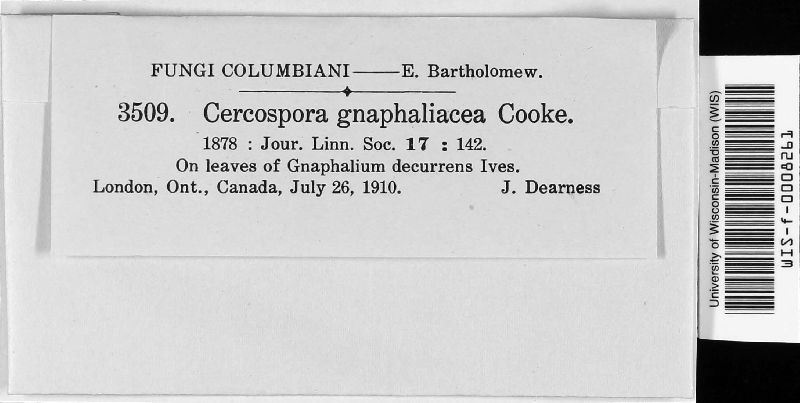 FUNGI COLUMBIANI——E. Bartholomew.
3509. Cercospora gnaphaliacea Cooke.
1878 : Jour. Linn. Soc. 17 : 142.
On leaves of Gnaphalium decurrens Ives.
London, Ont., Canada, July 26, 1910. J. Dearness
University of Wisconsin-Madison (WIS)
WIS-f-0008261